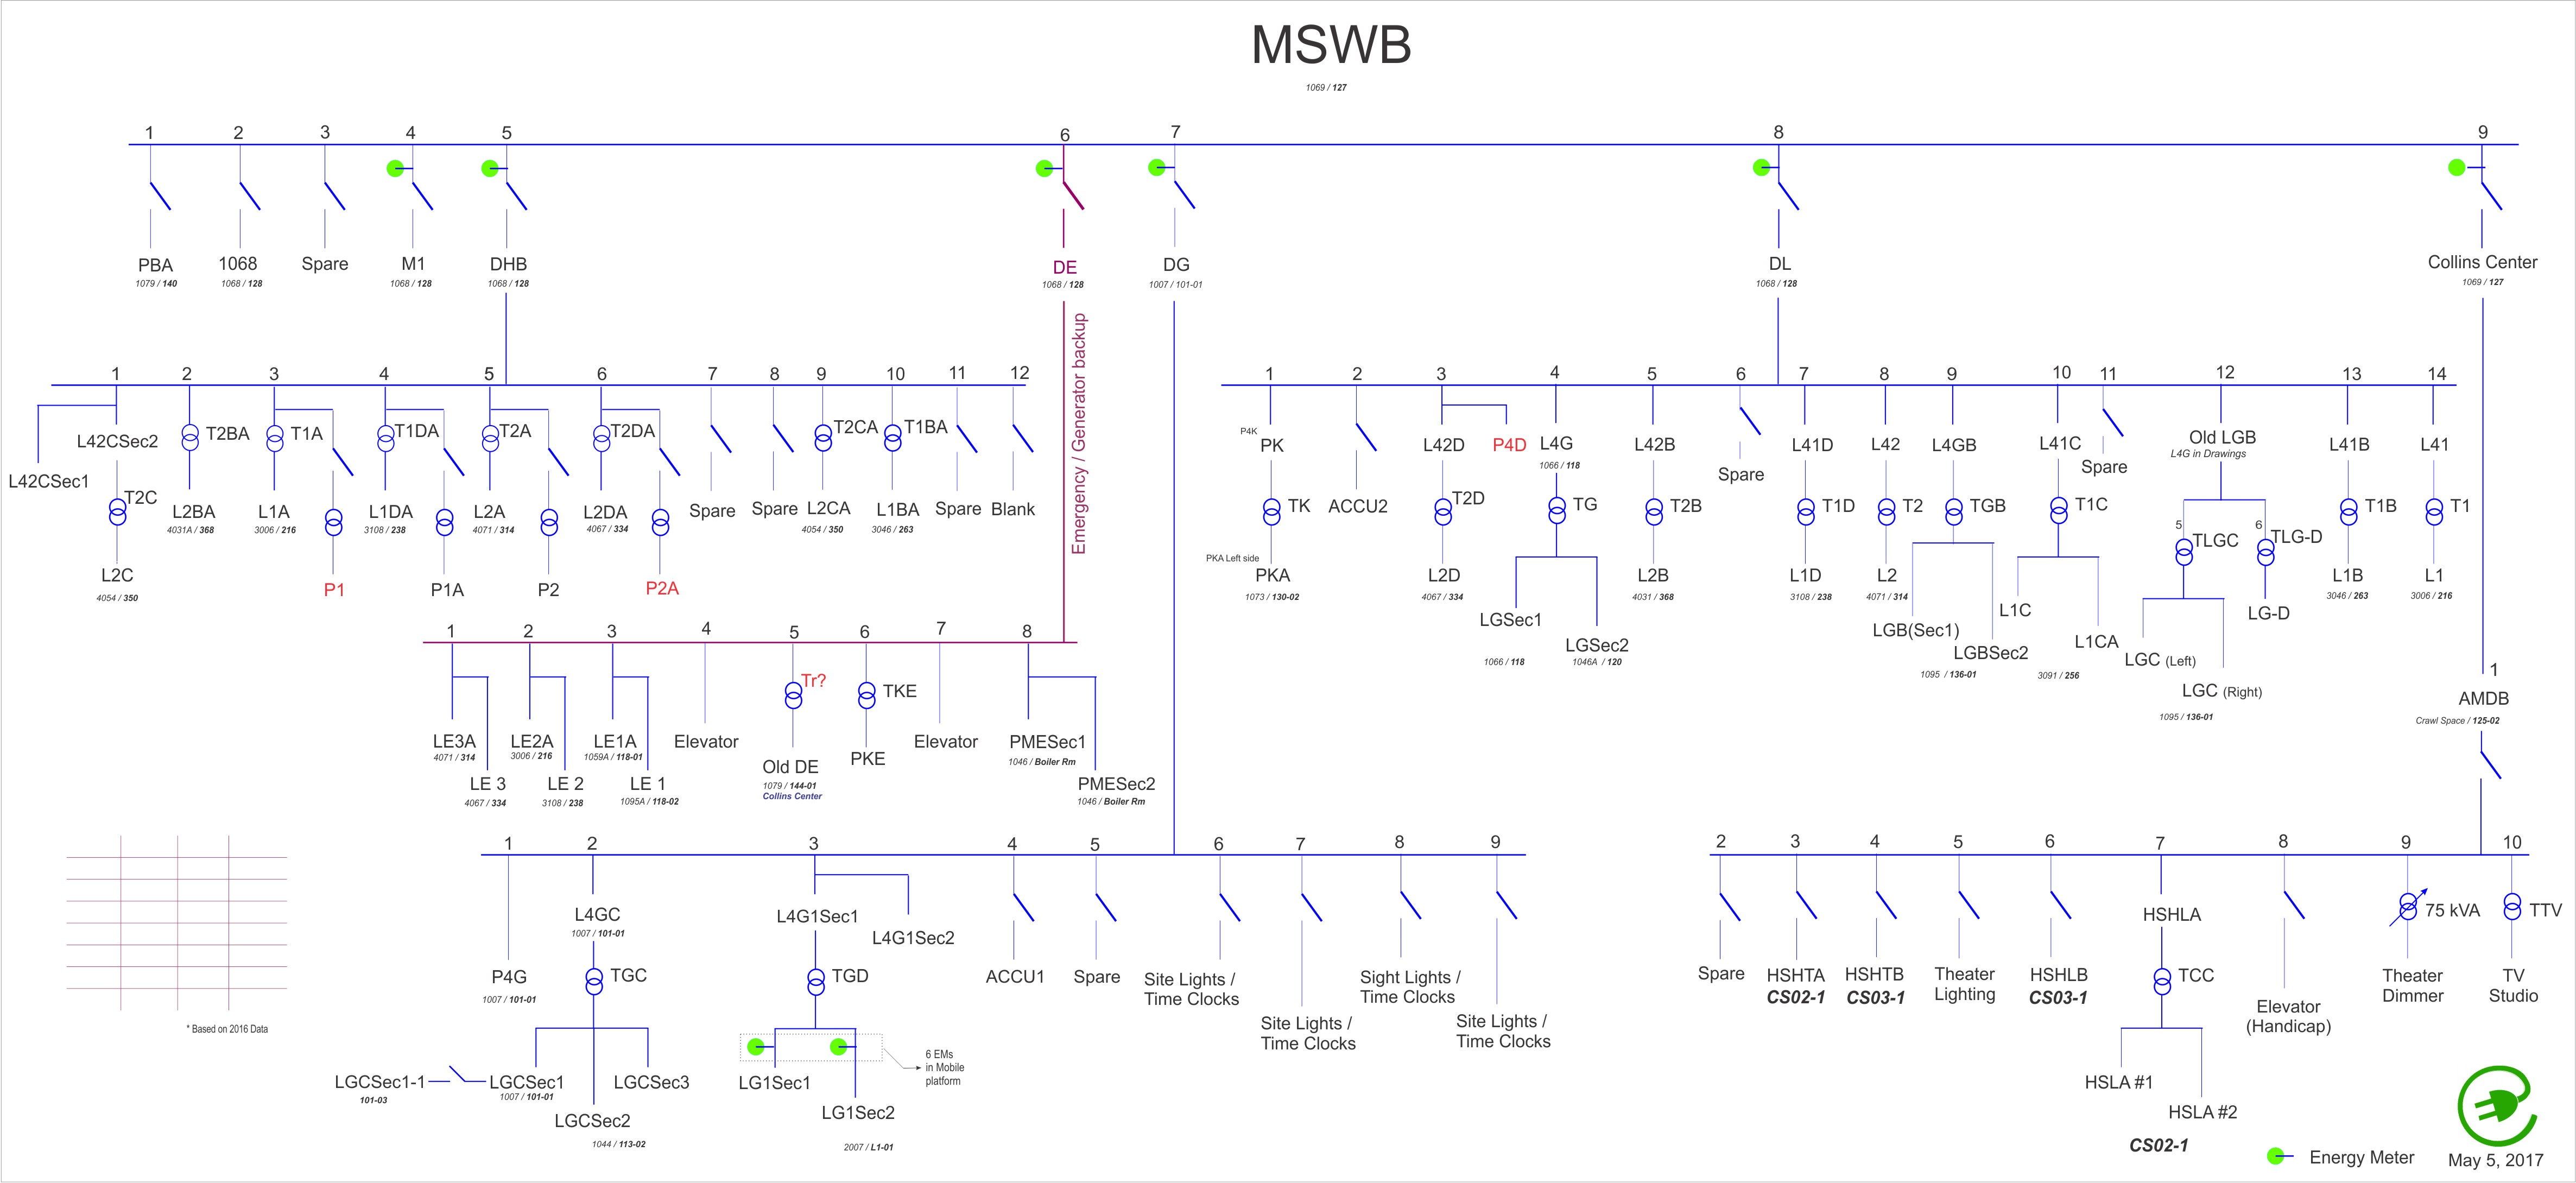 MSWB
1069 / 127
1 2 3 4 5 6 7 8 9
PBA
1079 / 140
1068
1068 / 128
Spare
M1
1068 / 128
DHB
1068 / 128
DE
1068 / 128
DG
1007 / 101-01
DL
1068 / 128
Collins Center
1069 / 127
Emergency / Generator backup
1 2 3 4 5 6 7 8 9 10 11 12
L42CSec1
L42CSec2
T2C
L2C
4054 / 350
T2BA
L2BA
4031A / 368
T1A
L1A
3006 / 216
P1
T1DA
L1DA
3108 / 238
P1A
T2A
L2A
4071 / 314
P2
T2DA
L2DA
4067 / 334
P2A
Spare
Spare
T2CA
L2CA
4054 / 350
T1BA
L1BA
3046 / 263
Spare
Blank
1 2 3 4 5 6 7 8 9 10 11 12 13 14
P4K
PK
TK
PKA Left side
PKA
1073 / 130-02
ACCU2
L42D
P4D
T2D
L2D
4067 / 334
L4G
1066 / 118
TG
LGSec1
1066 / 118
LGSec2
1046A / 120
L42B
T2B
L2B
4031 / 368
Spare
L41D
T1D
L1D
3108 / 238
L42
T2
L2
4071 / 314
L4GB
TGB
LGB(Sec1)
LGBSec2
1095 / 136-01
L41C
T1C
L1C
L1CA
3091 / 256
Spare
Old LGB
L4G in Drawings
5
TLGC
6
TLG-D
LG-D
LGC (Left)
LGC (Right)
1095 / 136-01
L41B
T1B
L1B
3046 / 263
L41
T1
L1
3006 / 216
1
AMDB
Crawl Space / 125-02
1 2 3 4 5 6 7 8
LE3A
4071 / 314
LE 3
4067 / 334
LE2A
3006 / 216
LE 2
3108 / 238
LE1A
1059A / 118-01
LE 1
1095A / 118-02
Elevator
Tr?
Old DE
1079 / 144-01
Collins Center
TKE
PKE
Elevator
PMESec1
1046 / Boiler Rm
PMESec2
1046 / Boiler Rm
1 2 3 4 5 6 7 8 9
P4G
1007 / 101-01
L4GC
1007 / 101-01
TGC
LGCSec1-1
101-03
LGCSec1
1007 / 101-01
LGCSec2
1044 / 113-02
LGCSec3
L4G1Sec1
L4G1Sec2
TGD
LG1Sec1
LG1Sec2
2007 / L1-01
6 EMs
in Mobile
platform
ACCU1
Spare
Site Lights /
Time Clocks
Site Lights /
Time Clocks
Sight Lights /
Time Clocks
Site Lights /
Time Clocks
2 3 4 5 6 7 8 9 10
Spare
HSHTA
CS02-1
HSHTB
CS03-1
Theater
Lighting
HSHLB
CS03-1
HSHLA
TCC
HSLA #1
HSLA #2
CS02-1
Elevator
(Handicap)
75 kVA
Theater
Dimmer
TTV
TV
Studio
* Based on 2016 Data
Energy Meter
May 5, 2017